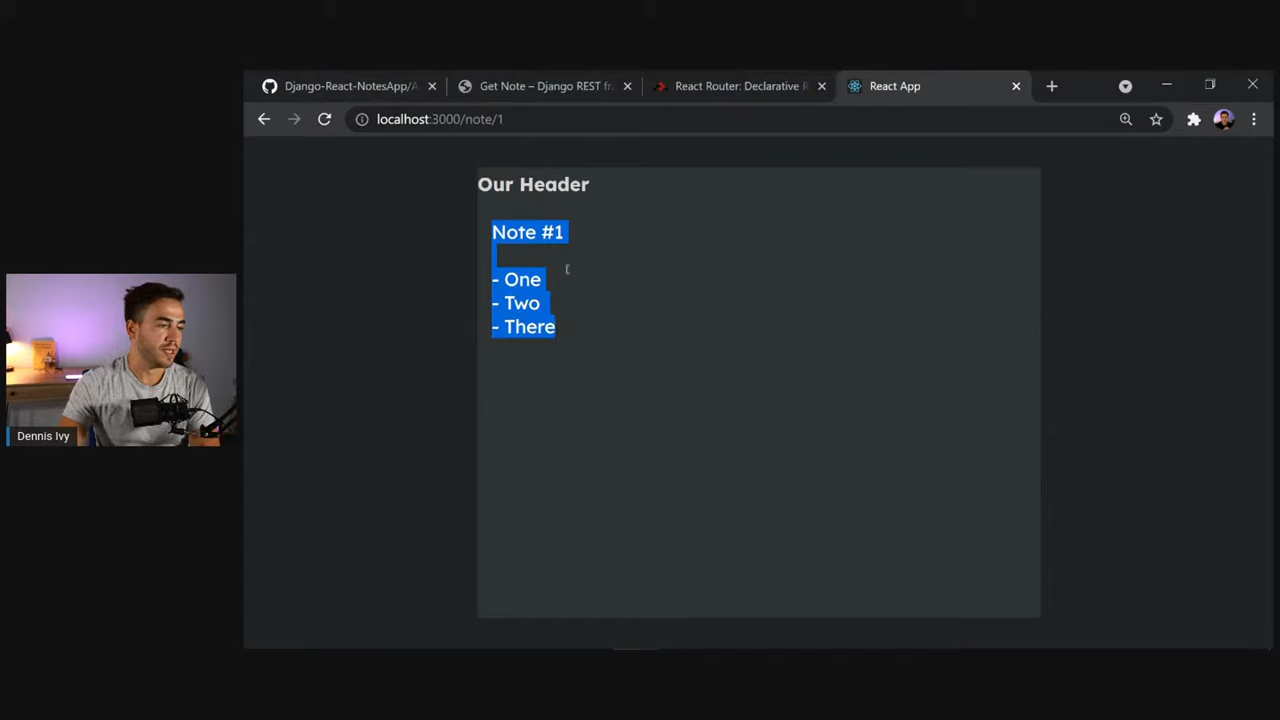 Django-React-NotesApp/A
Get Note – Django REST fr
React Router: Declarative R
React App
localhost:3000/note/1
Our Header
Note #1
- One
- Two
- There
Dennis Ivy